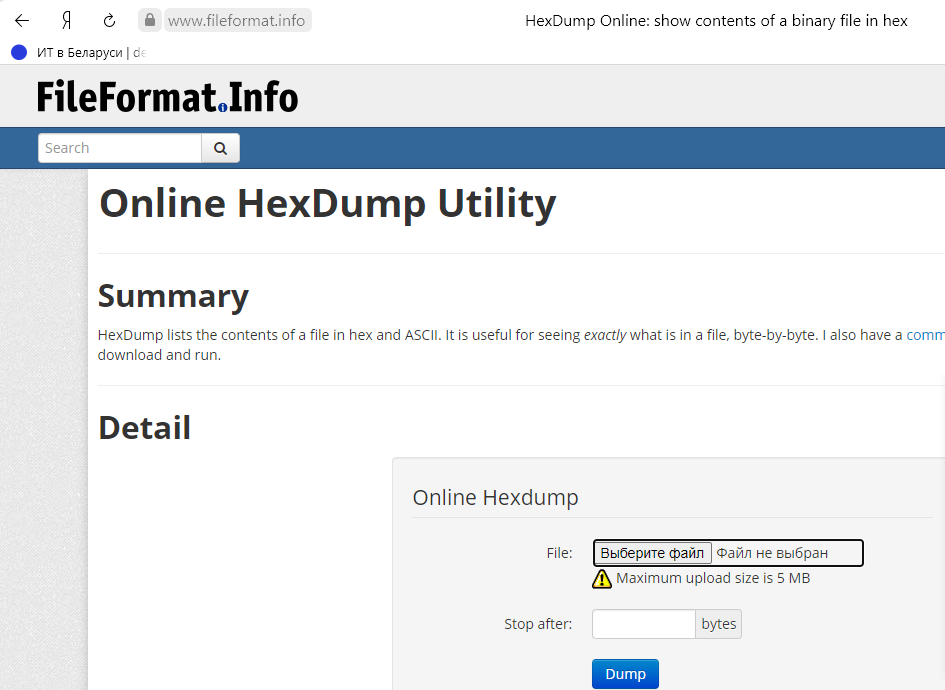 Я www.fileformat.info HexDump Online: show contents of a binary file in hex
ИТ в Беларуси | de
FileFormat.Info
Search
Online HexDump Utility
Summary
HexDump lists the contents of a file in hex and ASCII. It is useful for seeing exactly what is in a file, byte-by-byte. I also have a comm
download and run.
Detail
Online Hexdump
File: Выберите файл Файл не выбран
Maximum upload size is 5 MB
Stop after: bytes
Dump